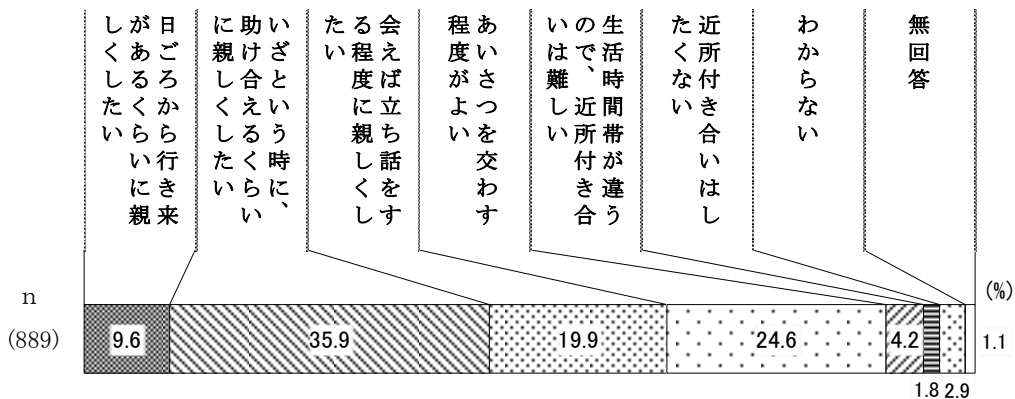 日ごろから行き来
があるくらいに親
しくしたい
いざという時に、
助け合えるくらい
に親しくしたい
会えば立ち話をす
る程度に親しくし
たい
あいさつを交わす
程度がよい
生活時間帯が違う
ので、近所付き合
いは難しい
近所付き合いはし
たくない
わからない
無回答
(%)
n
(889)
9.6
35.9
19.9
24.6
4.2
1.1
1.8
2.9